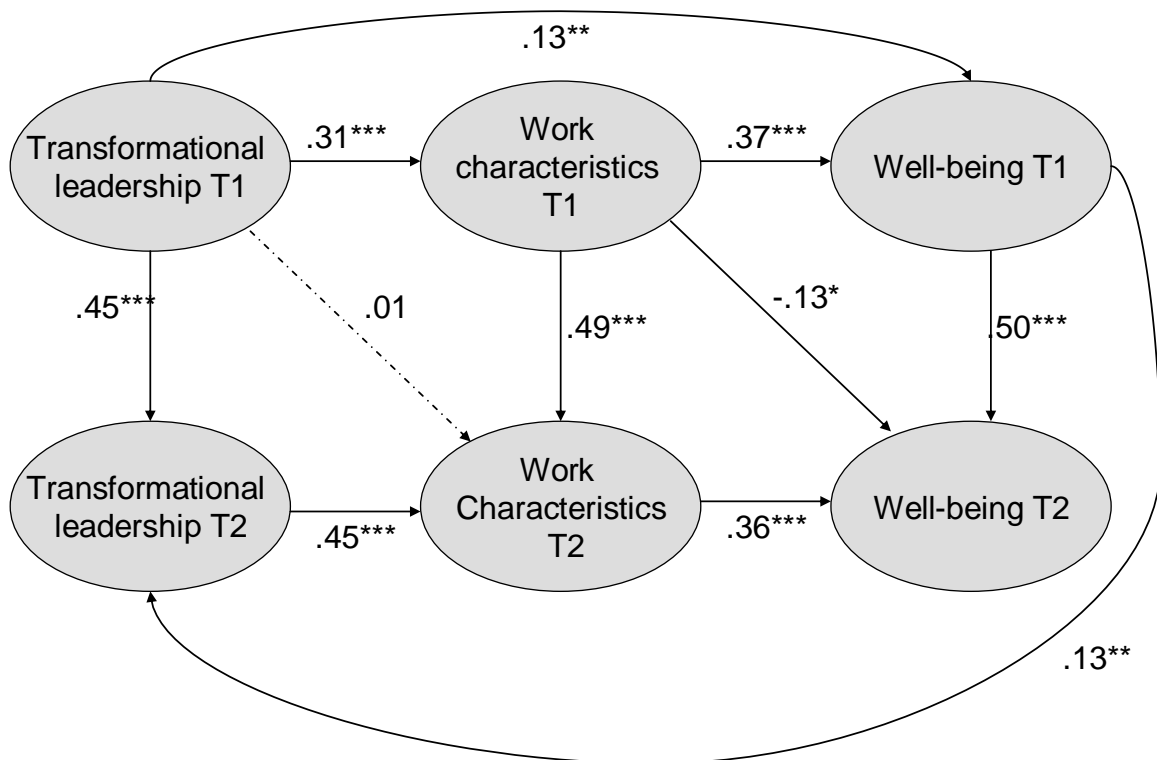 .13**
Transformational
leadership T1
.31***
Work
characteristics
T1
.37***
Well-being T1
.45***
.01
.49***
-.13*
.50***
Transformational
leadership T2
.45***
Work
Characteristics
T2
.36***
Well-being T2
.13**